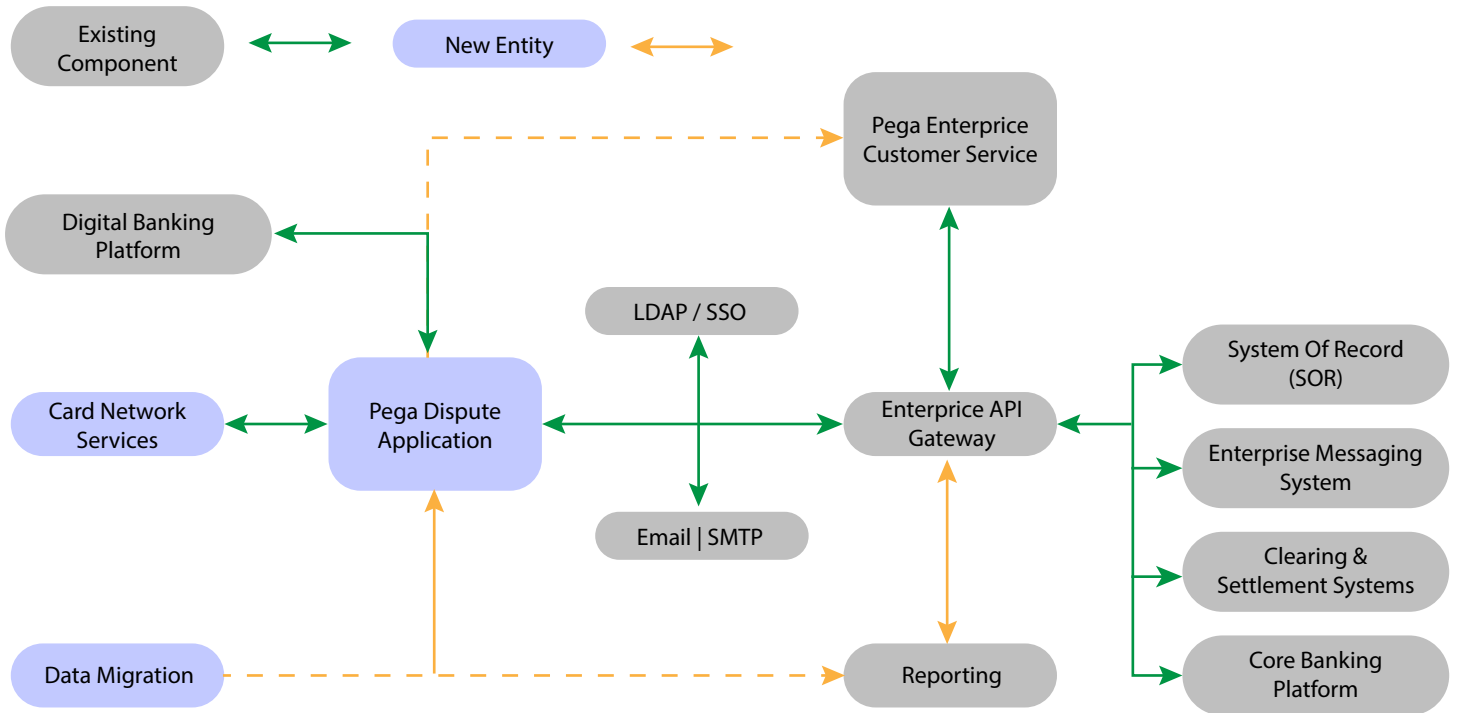 Existing
Component
New Entity
Pega Enterprice
Customer Service
Digital Banking
Platform
LDAP / SSO
System Of Record
(SOR)
Card Network
Services
Pega Dispute
Application
Enterprice API
Gateway
Enterprise Messaging
System
Email | SMTP
Clearing &
Settlement Systems
Data Migration
Reporting
Core Banking
Platform